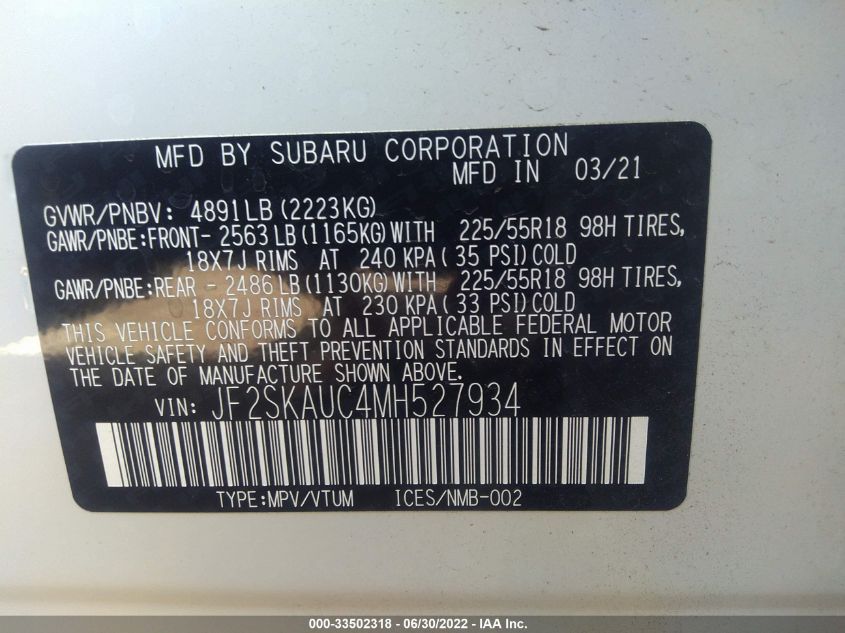 MFD BY SUBARU CORPORATION
MFD IN 03/21
GVWR/PNBV: 4891LB(2223KG)
GAWR/PNBE:FRONT- 2563LB(1165KG)WITH 225/55R18 98H TIRES,
18X7J RIMS AT 240 KPA(35 PSI)COLD
GAWR/PNBE:REAR - 2486LB(1130KG)WITH 225/55R18 98H TIRES,
18X7J RIMS AT 230 KPA(33 PSI)COLD
THIS VEHICLE CONFORMS TO ALL APPLICABLE FEDERAL MOTOR
VEHICLE SAFETY AND THEFT PREVENTION STANDARDS IN EFFECT ON
THE DATE OF MANUFACTURE SHOWN ABOVE.
VIN: JF2SKAUC4MH527934
TYPE:MPV/VTUM ICES/NMB-002
000-33502318 - 06/30/2022 - IAA Inc.